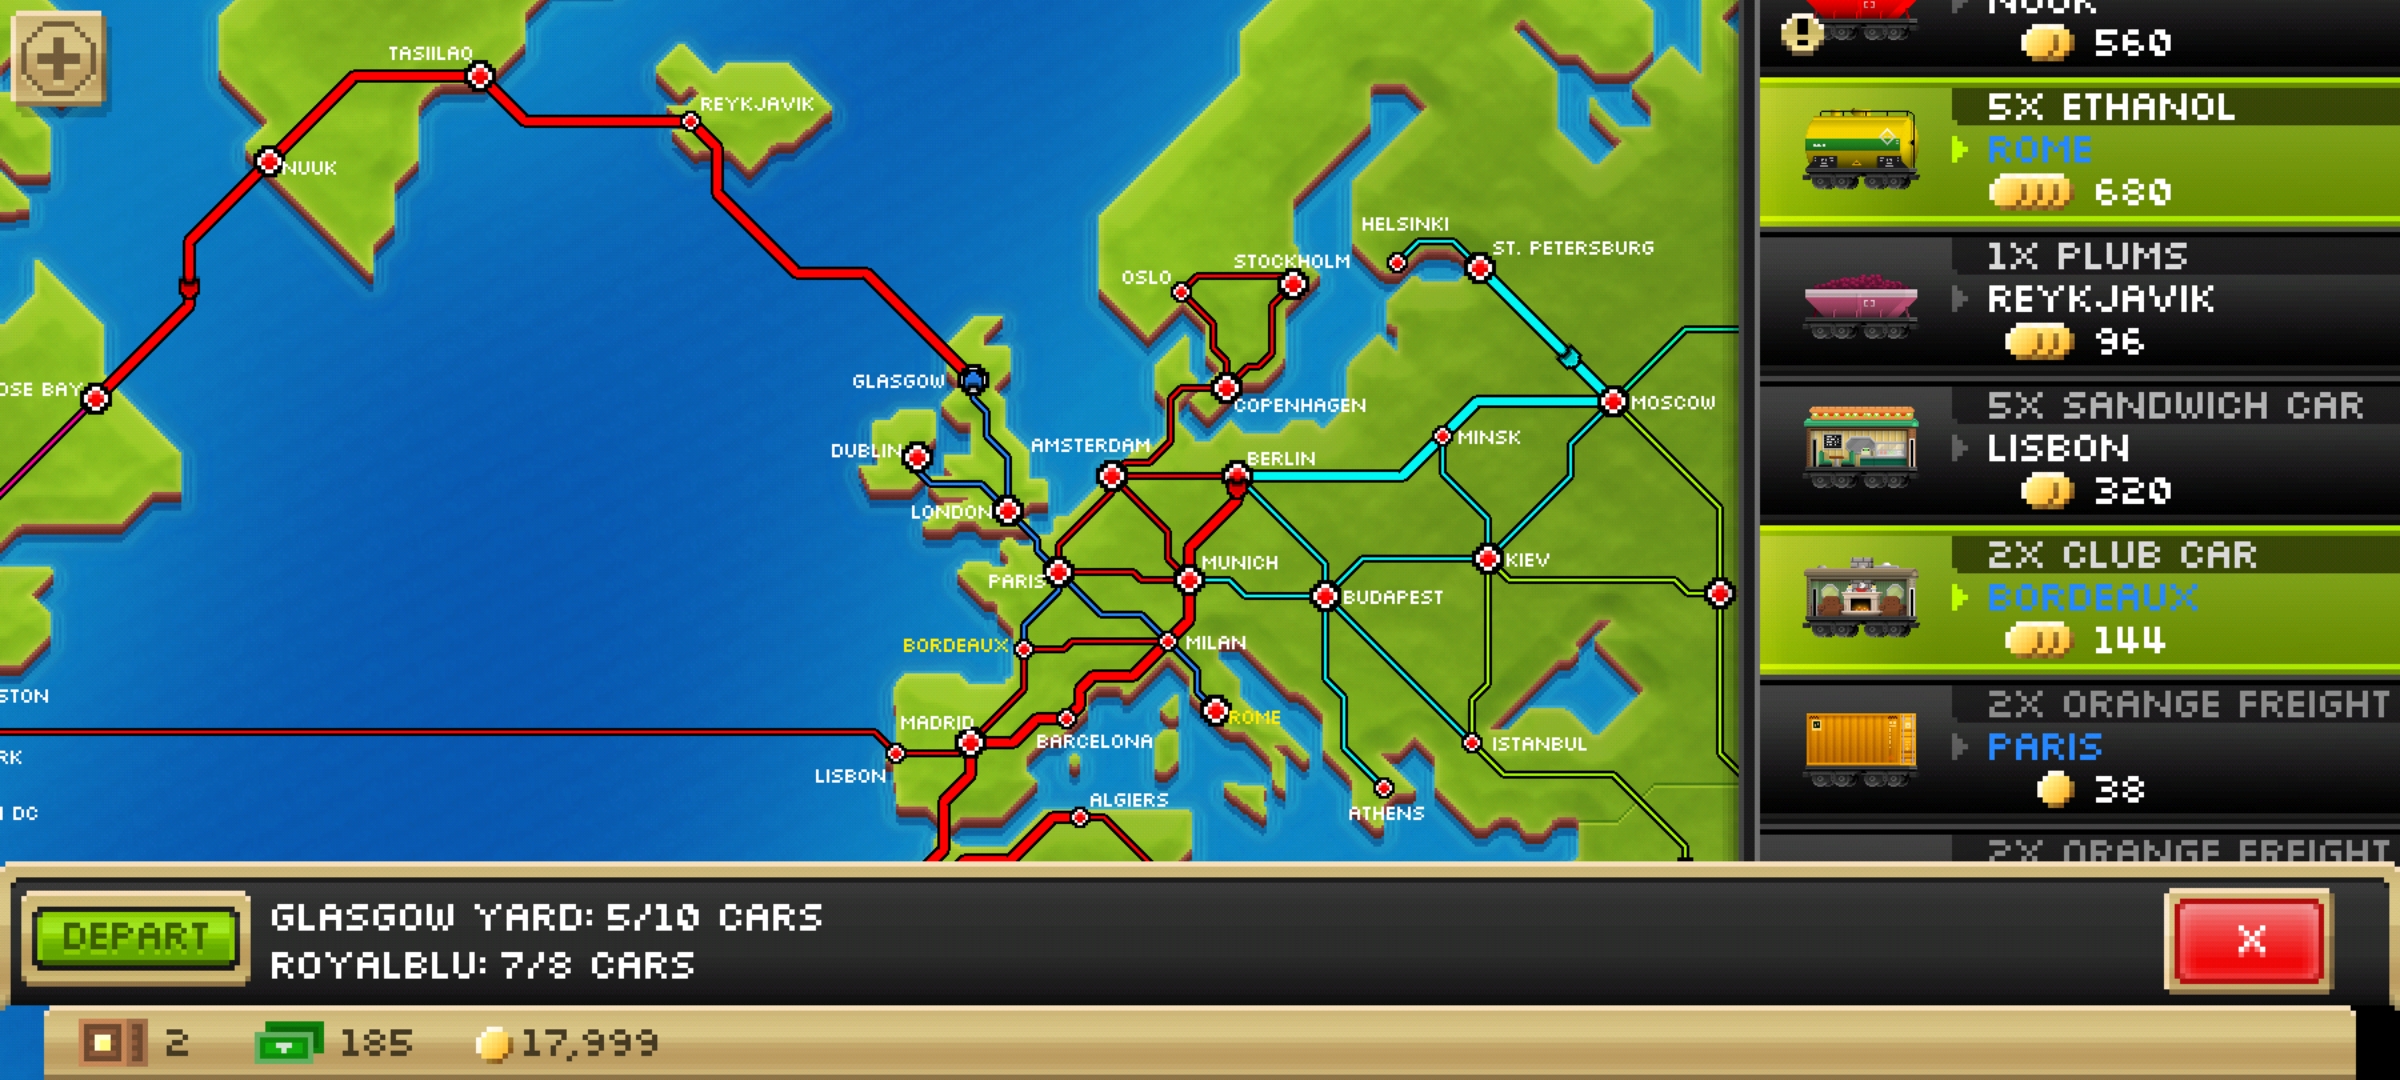 TASIILAQ
REYKJAVIK
NUUK
HELSINKI
ST. PETERSBURG
STOCKHOLM
OSLO
GLASGOW
OSE BAY
COPENHAGEN
MOSCOW
MINSK
AMSTERDAM
DUBLIN
BERLIN
LONDON
MUNICH
KIEV
PARIS
BUDAPEST
BORDEAUX
MILAN
STON
MADRID
ROME
BARCELONA
ISTANBUL
RK
LISBON
ALGIERS
DC
ATHENS
NUUK
! 560
5X ETHANOL
ROME
680
1X PLUMS
REYKJAVIK
96
5X SANDWICH CAR
LISBON
320
2X CLUB CAR
BORDEAUX
144
2X ORANGE FREIGHT
PARIS
38
2X ORANGE FREIGHT
DEPART
GLASGOW YARD: 5/10 CARS
ROYALBLU: 7/8 CARS
X
2 185 17,999